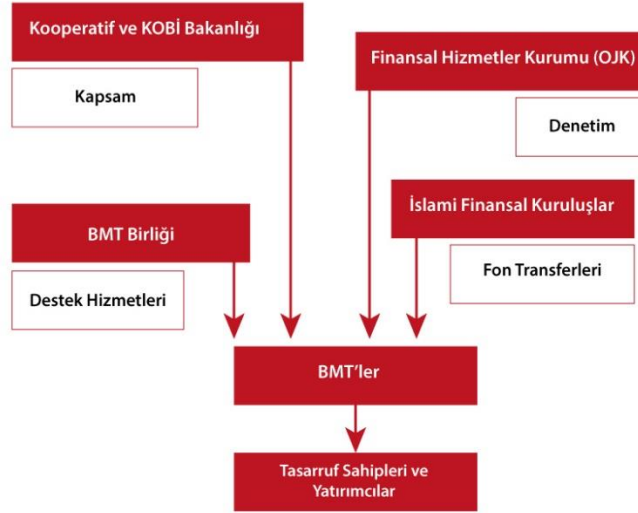 Kooperatif ve KOBİ Bakanlığı
Kapsam
Finansal Hizmetler Kurumu (OJK)
Denetim
BMT Birliği
Destek Hizmetleri
İslami Finansal Kuruluşlar
Fon Transferleri
BMT'ler
Tasarruf Sahipleri ve
Yatırımcılar